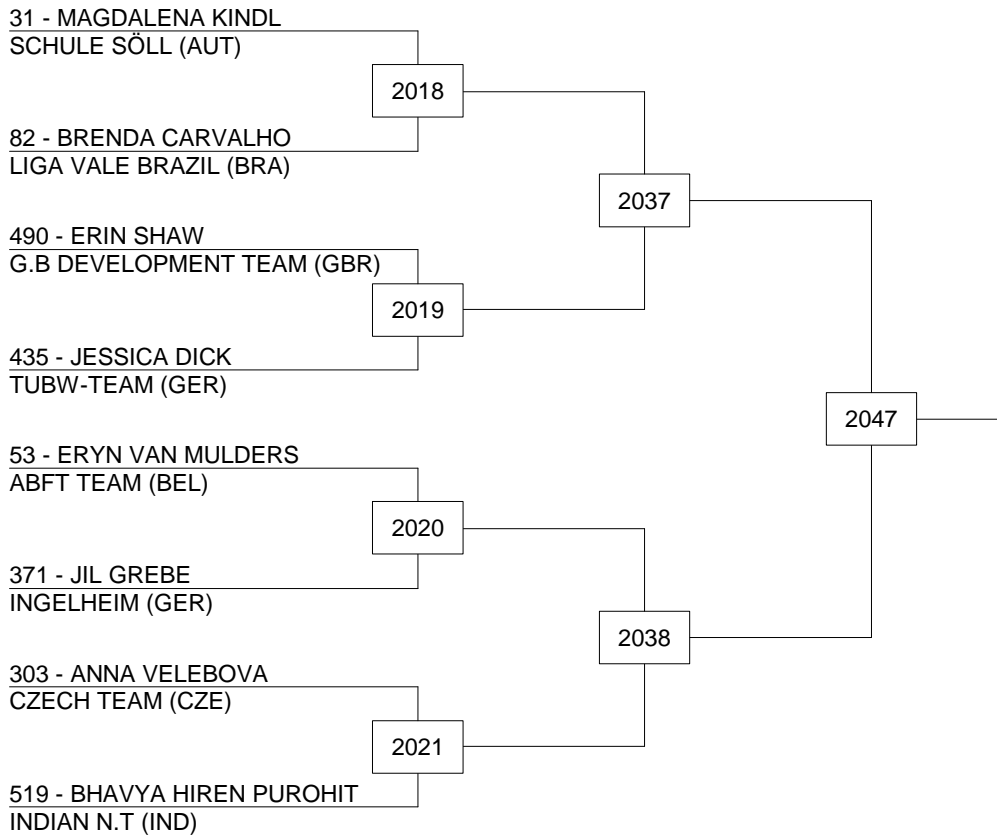 31 - MAGDALENA KINDL
SCHULE SÖLL (AUT)
2018
82 - BRENDA CARVALHO
LIGA VALE BRAZIL (BRA)
2037
490 - ERIN SHAW
G.B DEVELOPMENT TEAM (GBR)
2019
435 - JESSICA DICK
TUBW-TEAM (GER)
2047
53 - ERYN VAN MULDERS
ABFT TEAM (BEL)
2020
371 - JIL GREBE
INGELHEIM (GER)
2038
303 - ANNA VELEBOVA
CZECH TEAM (CZE)
2021
519 - BHAVYA HIREN PUROHIT
INDIAN N.T (IND)